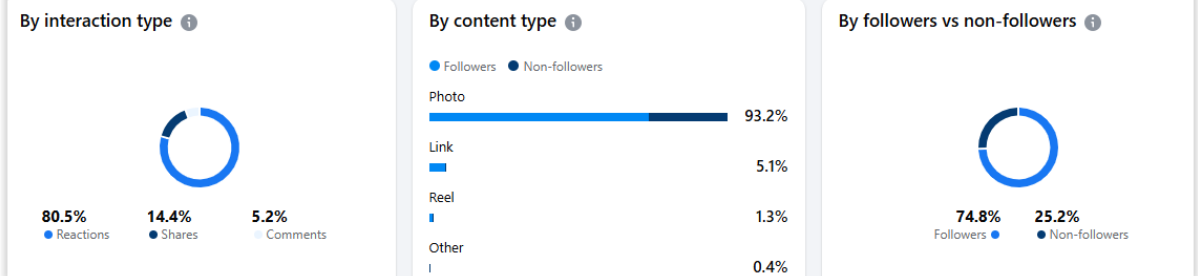 By interaction type
80.5% 14.4% 5.2%
Reactions Shares Comments
By content type
Followers Non-followers
Photo
93.2%
Link
5.1%
Reel
1.3%
Other
0.4%
By followers vs non-followers
74.8% 25.2%
Followers Non-followers